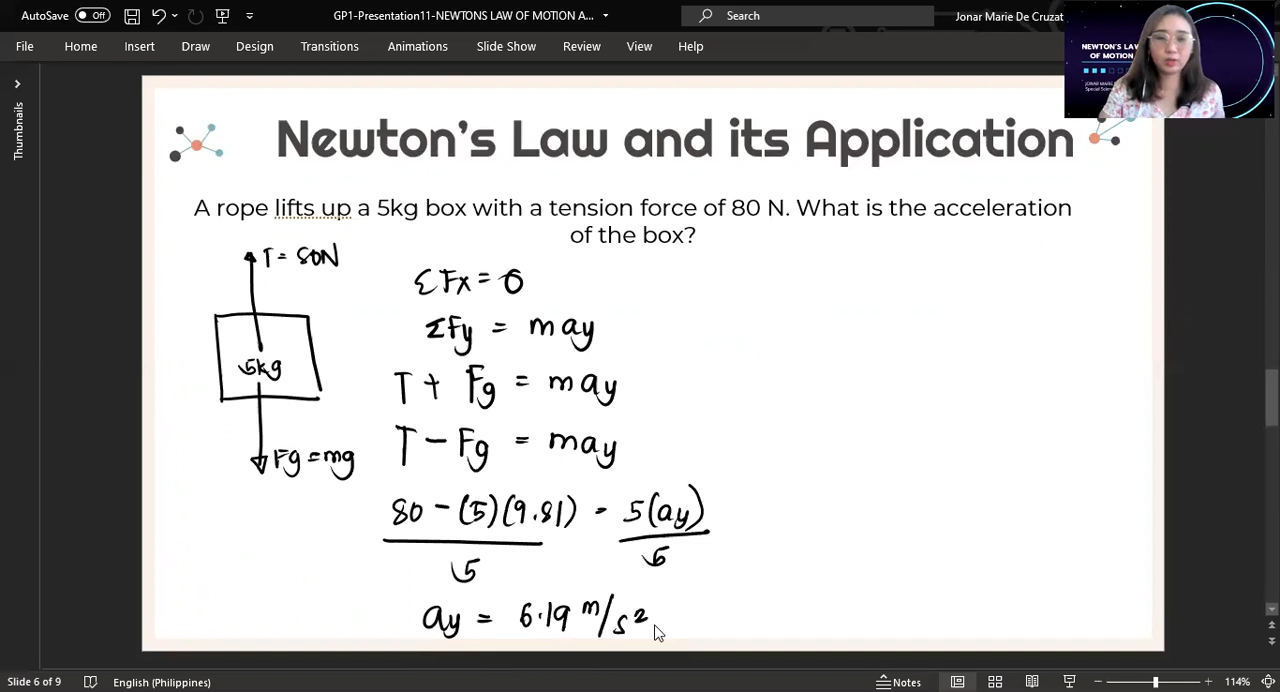 AutoSave Off
GP1-Presentation11-NEWTONS LAW OF MOTION A...
Search
Jonar Marie De Cruzat
File Home Insert Draw Design Transitions Animations Slide Show Review View Help
NEWTON'S LAW
OF MOTION
Thumbnails
Newton's Law and its Application
A rope lifts up a 5kg box with a tension force of 80 N. What is the acceleration
of the box?
T = 80N
5kg
Fg = mg
ΣFx = 0
ΣFy = may
T + Fg = may
T - Fg = may
80 - (5)(9.81) = 5(ay)
5 5
ay = 6.19 m/s²
Slide 6 of 9 English (Philippines) Notes 114%